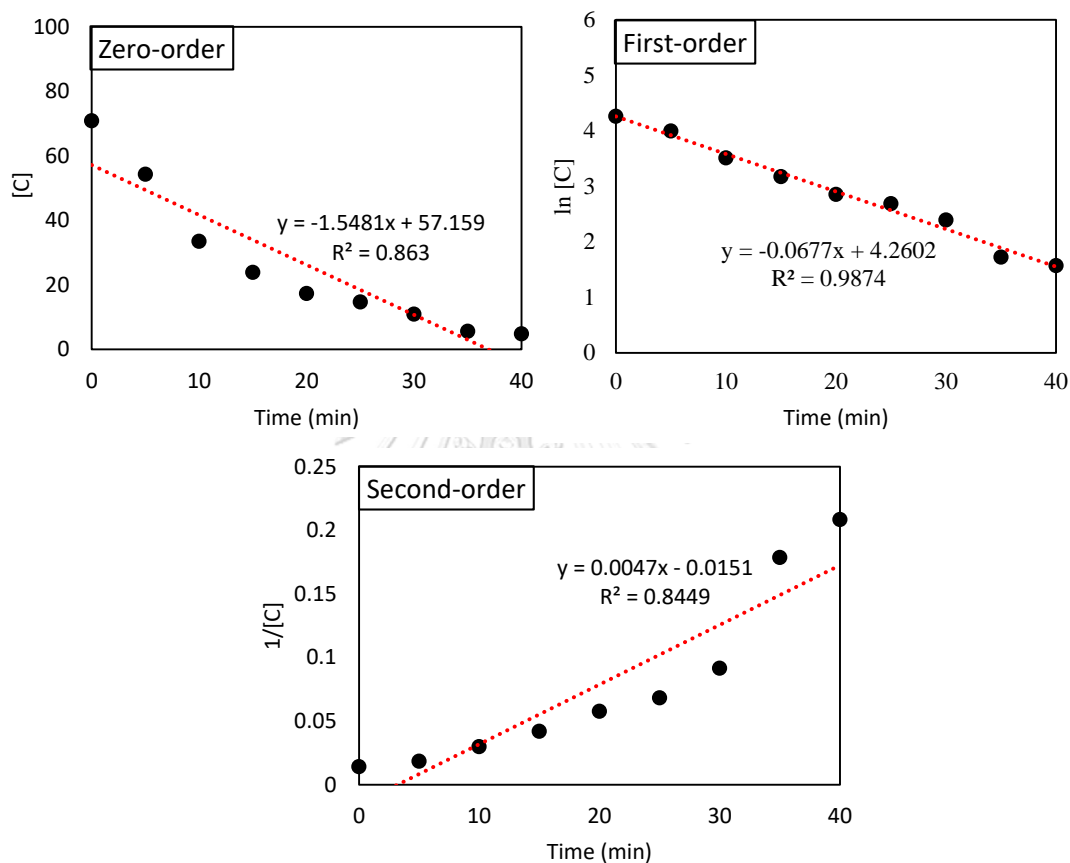 Zero-order
100
80
60
40
20
0
[C]
y = -1.5481x + 57.159
R² = 0.863
0 10 20 30 40
Time (min)
First-order
6
5
4
3
2
1
0
ln [C]
y = -0.0677x + 4.2602
R² = 0.9874
0 10 20 30 40
Time (min)
Second-order
0.25
0.2
0.15
0.1
0.05
0
1/[C]
y = 0.0047x - 0.0151
R² = 0.8449
0 10 20 30 40
Time (min)